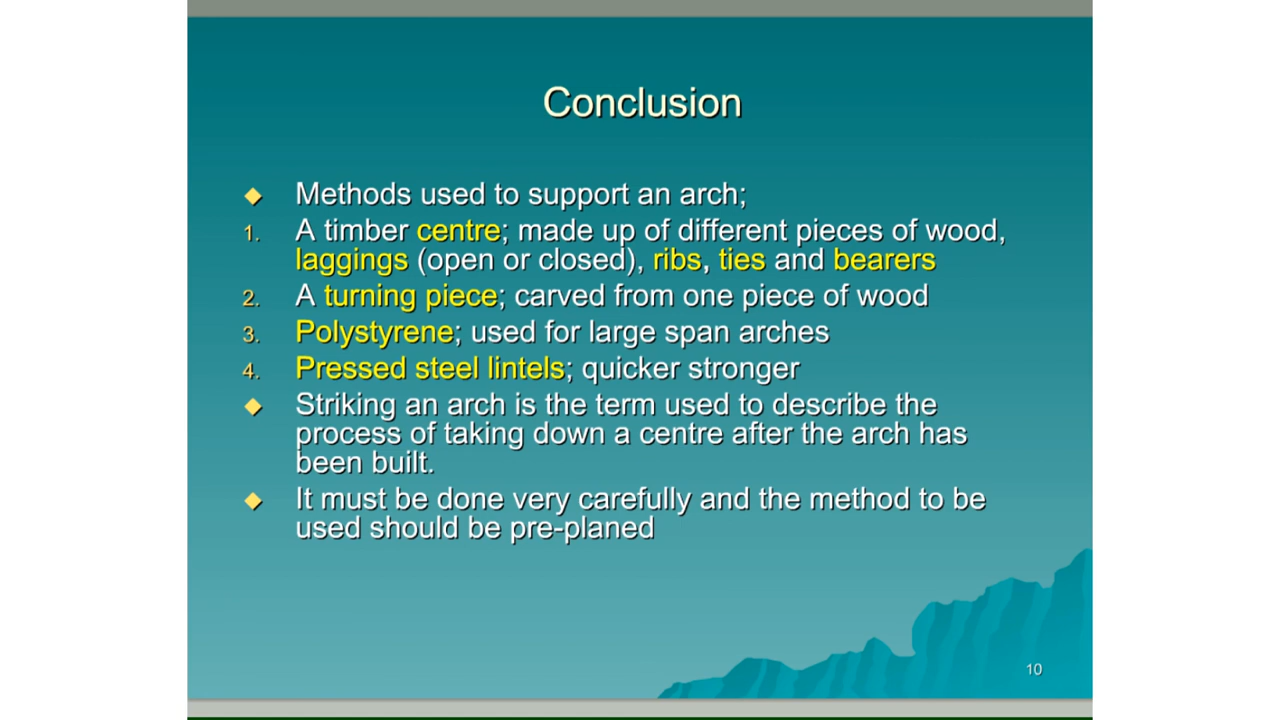 Conclusion
Methods used to support an arch;
1. A timber centre; made up of different pieces of wood,
laggings (open or closed), ribs, ties and bearers
2. A turning piece; carved from one piece of wood
3. Polystyrene; used for large span arches
4. Pressed steel lintels; quicker stronger
Striking an arch is the term used to describe the
process of taking down a centre after the arch has
been built.
It must be done very carefully and the method to be
used should be pre-planed
10